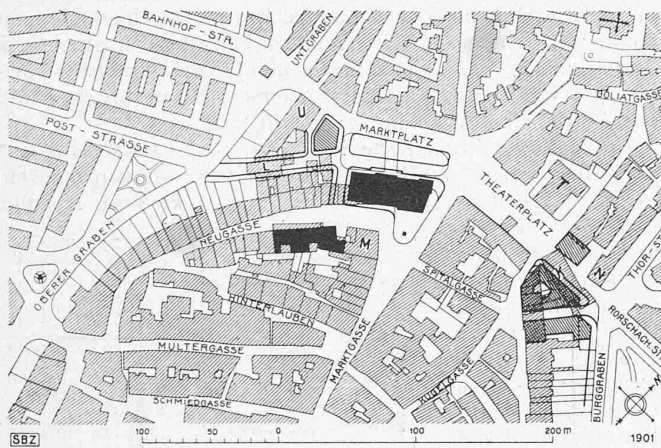 BAHNHOF-STR.
UNT. GRABEN
GOLIATGASSE
U
MARKTPLATZ
POST-STRASSE
L
T
THEATERPLATZ
NEUGASSE
OBERER GRABEN
M
SPITALGASSE
N
THOR-ST
HINTERLAUBEN
RORSCHACH. ST
MULTERGASSE
MARKTGASSE
KUGELGASSE
BURGGRABEN
SCHMIEDGASSE
SBZ
100 50 0 100 200 m
1901